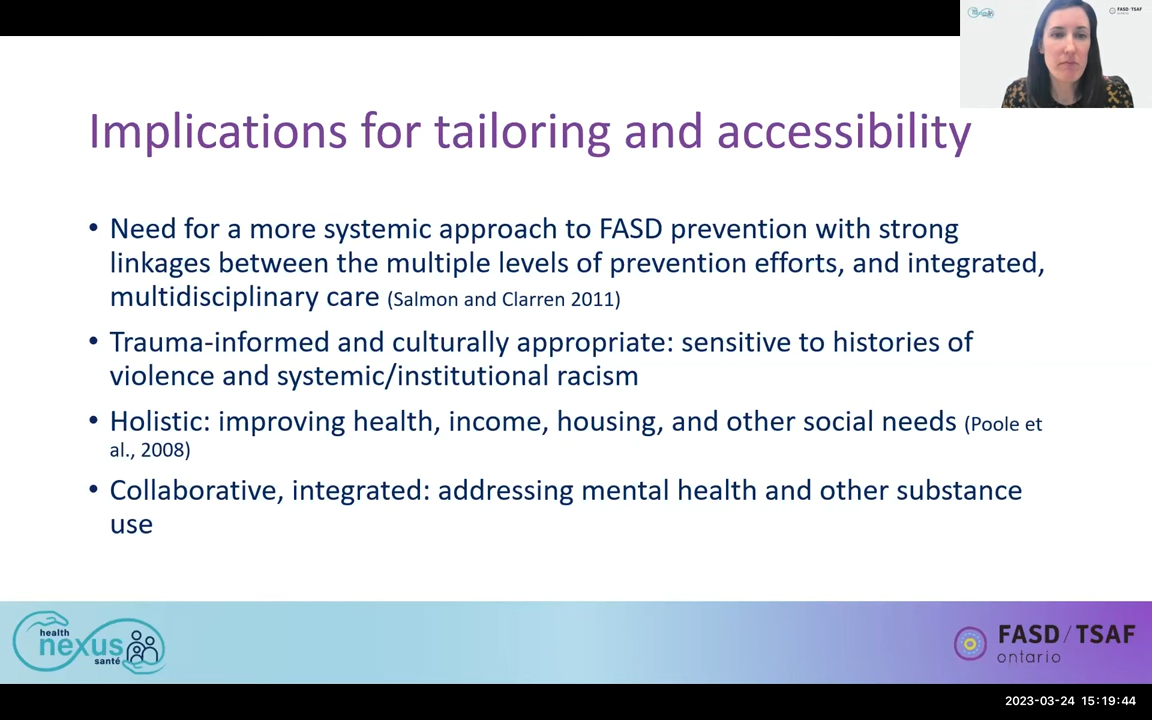 FASD/TSAF
Implications for tailoring and accessibility
• Need for a more systemic approach to FASD prevention with strong
linkages between the multiple levels of prevention efforts, and integrated,
multidisciplinary care (Salmon and Clarren 2011)
• Trauma-informed and culturally appropriate: sensitive to histories of
violence and systemic/institutional racism
• Holistic: improving health, income, housing, and other social needs (Poole et
al., 2008)
• Collaborative, integrated: addressing mental health and other substance
use
health
nexus
santé
FASD/TSAF
ontario
2023-03-24 15:19:44